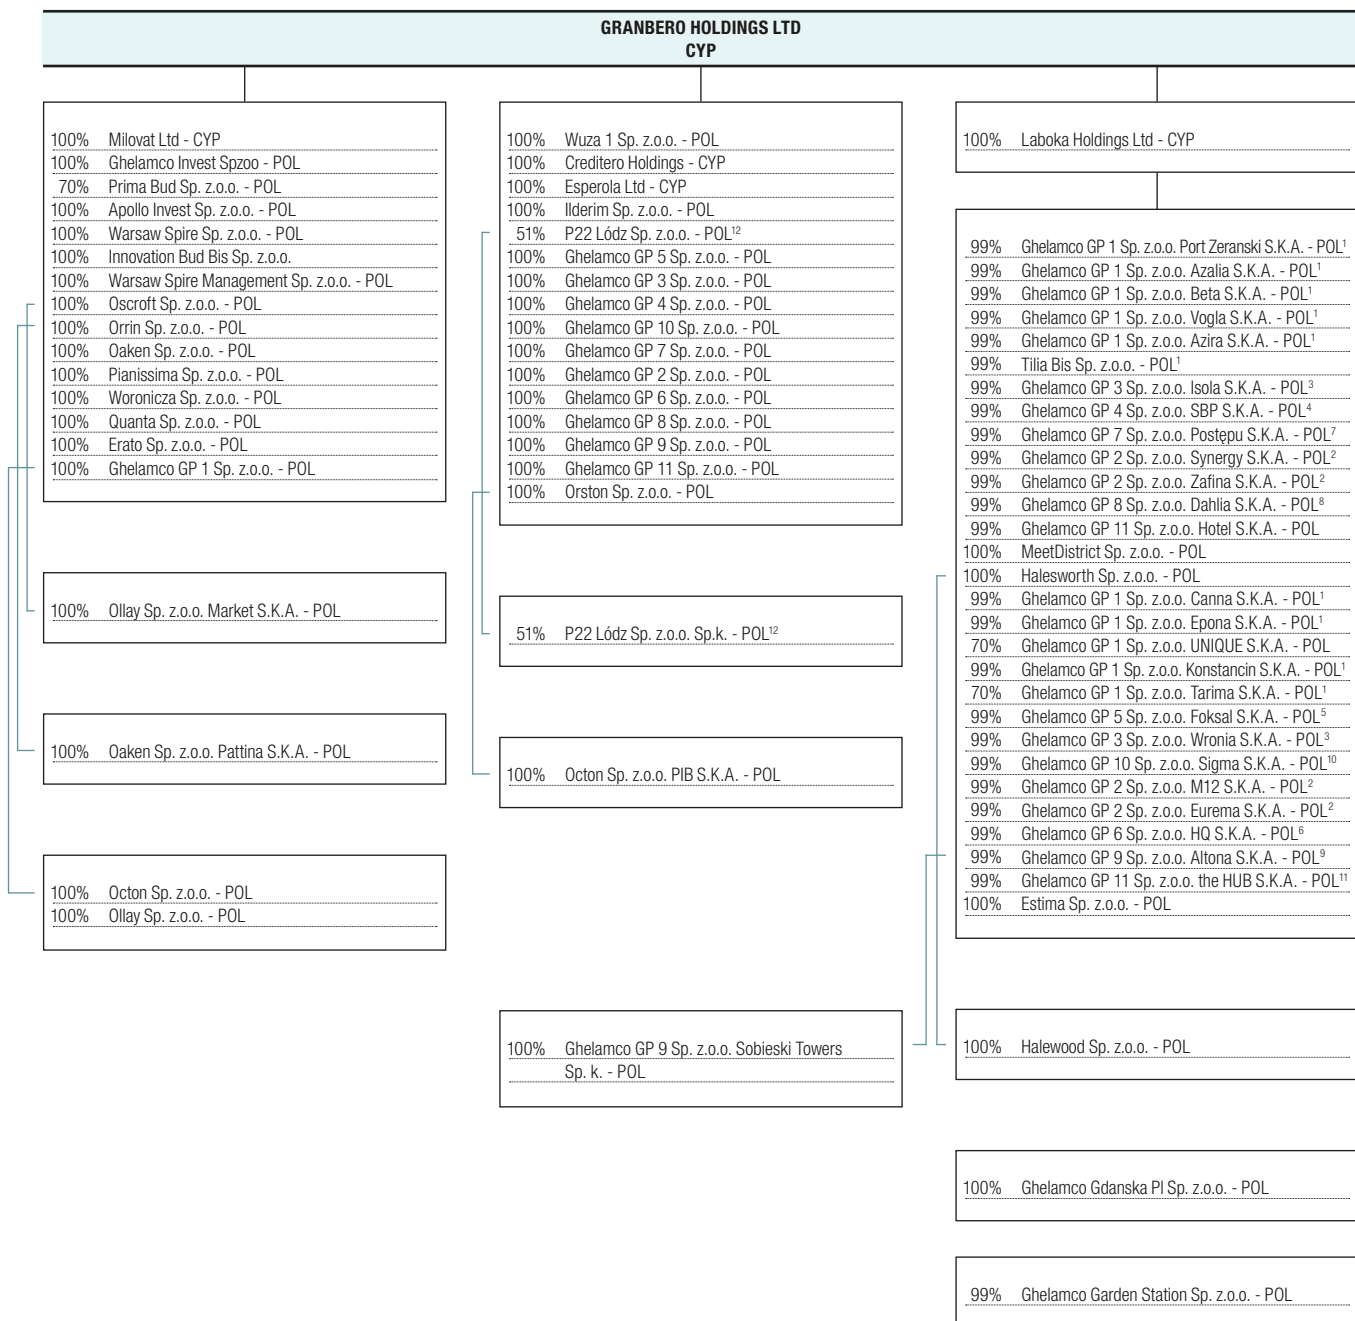 GRANBERO HOLDINGS LTD
CYP
100% Milovat Ltd - CYP
100% Ghelamco Invest Spzoo - POL
70% Prima Bud Sp. z.o.o. - POL
100% Apollo Invest Sp. z.o.o. - POL
100% Warsaw Spire Sp. z.o.o. - POL
100% Innovation Bud Bis Sp. z.o.o.
100% Warsaw Spire Management Sp. z.o.o. - POL
100% Oscroft Sp. z.o.o. - POL
100% Orrin Sp. z.o.o. - POL
100% Oaken Sp. z.o.o. - POL
100% Pianissima Sp. z.o.o. - POL
100% Woronicza Sp. z.o.o. - POL
100% Quanta Sp. z.o.o. - POL
100% Erato Sp. z.o.o. - POL
100% Ghelamco GP 1 Sp. z.o.o. - POL
100% Ollay Sp. z.o.o. Market S.K.A. - POL
100% Oaken Sp. z.o.o. Pattina S.K.A. - POL
100% Octon Sp. z.o.o. - POL
100% Ollay Sp. z.o.o. - POL
100% Wuza 1 Sp. z.o.o. - POL
100% Creditero Holdings - CYP
100% Esperola Ltd - CYP
100% Ilderim Sp. z.o.o. - POL
51% P22 Lódz Sp. z.o.o. - POL¹²
100% Ghelamco GP 5 Sp. z.o.o. - POL
100% Ghelamco GP 3 Sp. z.o.o. - POL
100% Ghelamco GP 4 Sp. z.o.o. - POL
100% Ghelamco GP 10 Sp. z.o.o. - POL
100% Ghelamco GP 7 Sp. z.o.o. - POL
100% Ghelamco GP 2 Sp. z.o.o. - POL
100% Ghelamco GP 6 Sp. z.o.o. - POL
100% Ghelamco GP 8 Sp. z.o.o. - POL
100% Ghelamco GP 9 Sp. z.o.o. - POL
100% Ghelamco GP 11 Sp. z.o.o. - POL
100% Orston Sp. z.o.o. - POL
51% P22 Lódz Sp. z.o.o. Sp.k. - POL¹²
100% Octon Sp. z.o.o. PIB S.K.A. - POL
100% Ghelamco GP 9 Sp. z.o.o. Sobieski Towers
Sp. k. - POL
100% Laboka Holdings Ltd - CYP
99% Ghelamco GP 1 Sp. z.o.o. Port Zeranski S.K.A. - POL¹
99% Ghelamco GP 1 Sp. z.o.o. Azalia S.K.A. - POL¹
99% Ghelamco GP 1 Sp. z.o.o. Beta S.K.A. - POL¹
99% Ghelamco GP 1 Sp. z.o.o. Vogla S.K.A. - POL¹
99% Ghelamco GP 1 Sp. z.o.o. Azira S.K.A. - POL¹
99% Tilia Bis Sp. z.o.o. - POL¹
99% Ghelamco GP 3 Sp. z.o.o. Isola S.K.A. - POL³
99% Ghelamco GP 4 Sp. z.o.o. SBP S.K.A. - POL⁴
99% Ghelamco GP 7 Sp. z.o.o. Postępu S.K.A. - POL⁷
99% Ghelamco GP 2 Sp. z.o.o. Synergy S.K.A. - POL²
99% Ghelamco GP 2 Sp. z.o.o. Zafina S.K.A. - POL²
99% Ghelamco GP 8 Sp. z.o.o. Dahlia S.K.A. - POL⁸
99% Ghelamco GP 11 Sp. z.o.o. Hotel S.K.A. - POL
100% MeetDistrict Sp. z.o.o. - POL
100% Halesworth Sp. z.o.o. - POL
99% Ghelamco GP 1 Sp. z.o.o. Canna S.K.A. - POL¹
99% Ghelamco GP 1 Sp. z.o.o. Epona S.K.A. - POL¹
70% Ghelamco GP 1 Sp. z.o.o. UNIQUE S.K.A. - POL
99% Ghelamco GP 1 Sp. z.o.o. Konstancin S.K.A. - POL¹
70% Ghelamco GP 1 Sp. z.o.o. Tarima S.K.A. - POL¹
99% Ghelamco GP 5 Sp. z.o.o. Foksal S.K.A. - POL⁵
99% Ghelamco GP 3 Sp. z.o.o. Wronia S.K.A. - POL³
99% Ghelamco GP 10 Sp. z.o.o. Sigma S.K.A. - POL¹⁰
99% Ghelamco GP 2 Sp. z.o.o. M12 S.K.A. - POL²
99% Ghelamco GP 2 Sp. z.o.o. Eurema S.K.A. - POL²
99% Ghelamco GP 6 Sp. z.o.o. HQ S.K.A. - POL⁶
99% Ghelamco GP 9 Sp. z.o.o. Altona S.K.A. - POL⁹
99% Ghelamco GP 11 Sp. z.o.o. the HUB S.K.A. - POL¹¹
100% Estima Sp. z.o.o. - POL
100% Halewood Sp. z.o.o. - POL
100% Ghelamco Gdanska PI Sp. z.o.o. - POL
99% Ghelamco Garden Station Sp. z.o.o. - POL